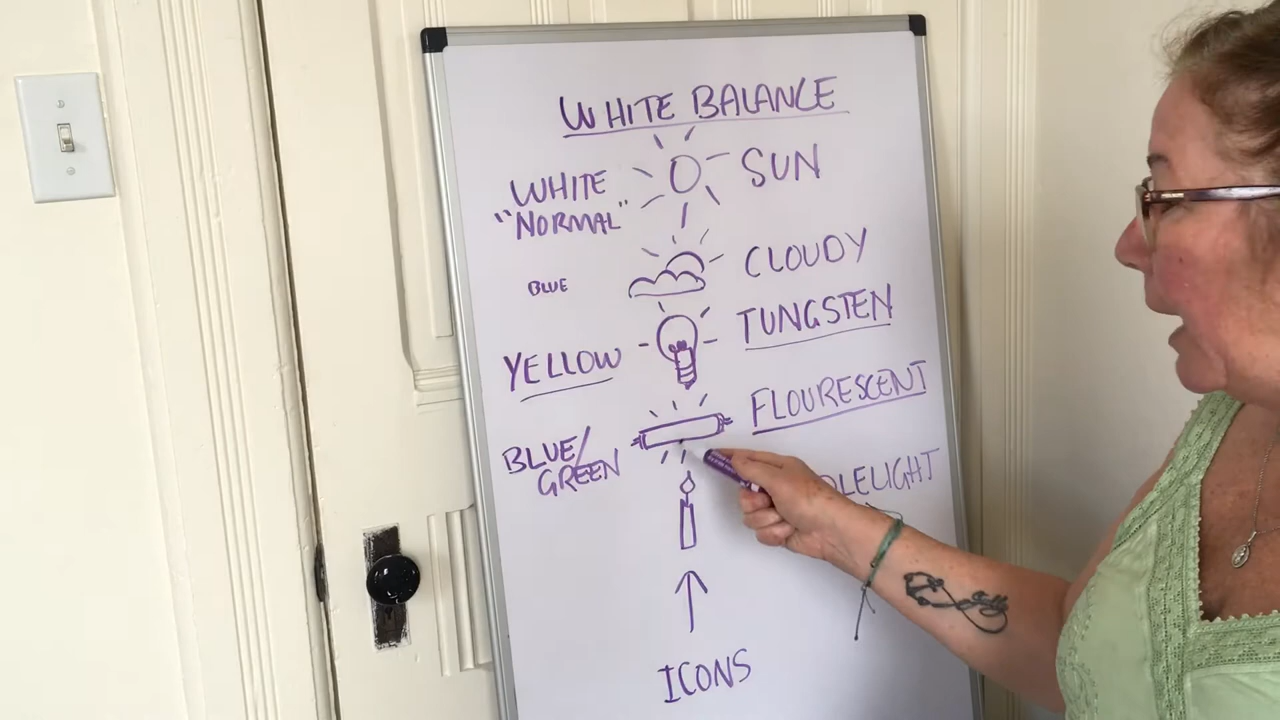 WHITE BALANCE
WHITE "NORMAL" SUN
BLUE CLOUDY
YELLOW TUNGSTEN
BLUE/GREEN FLOURESCENT
ICONS